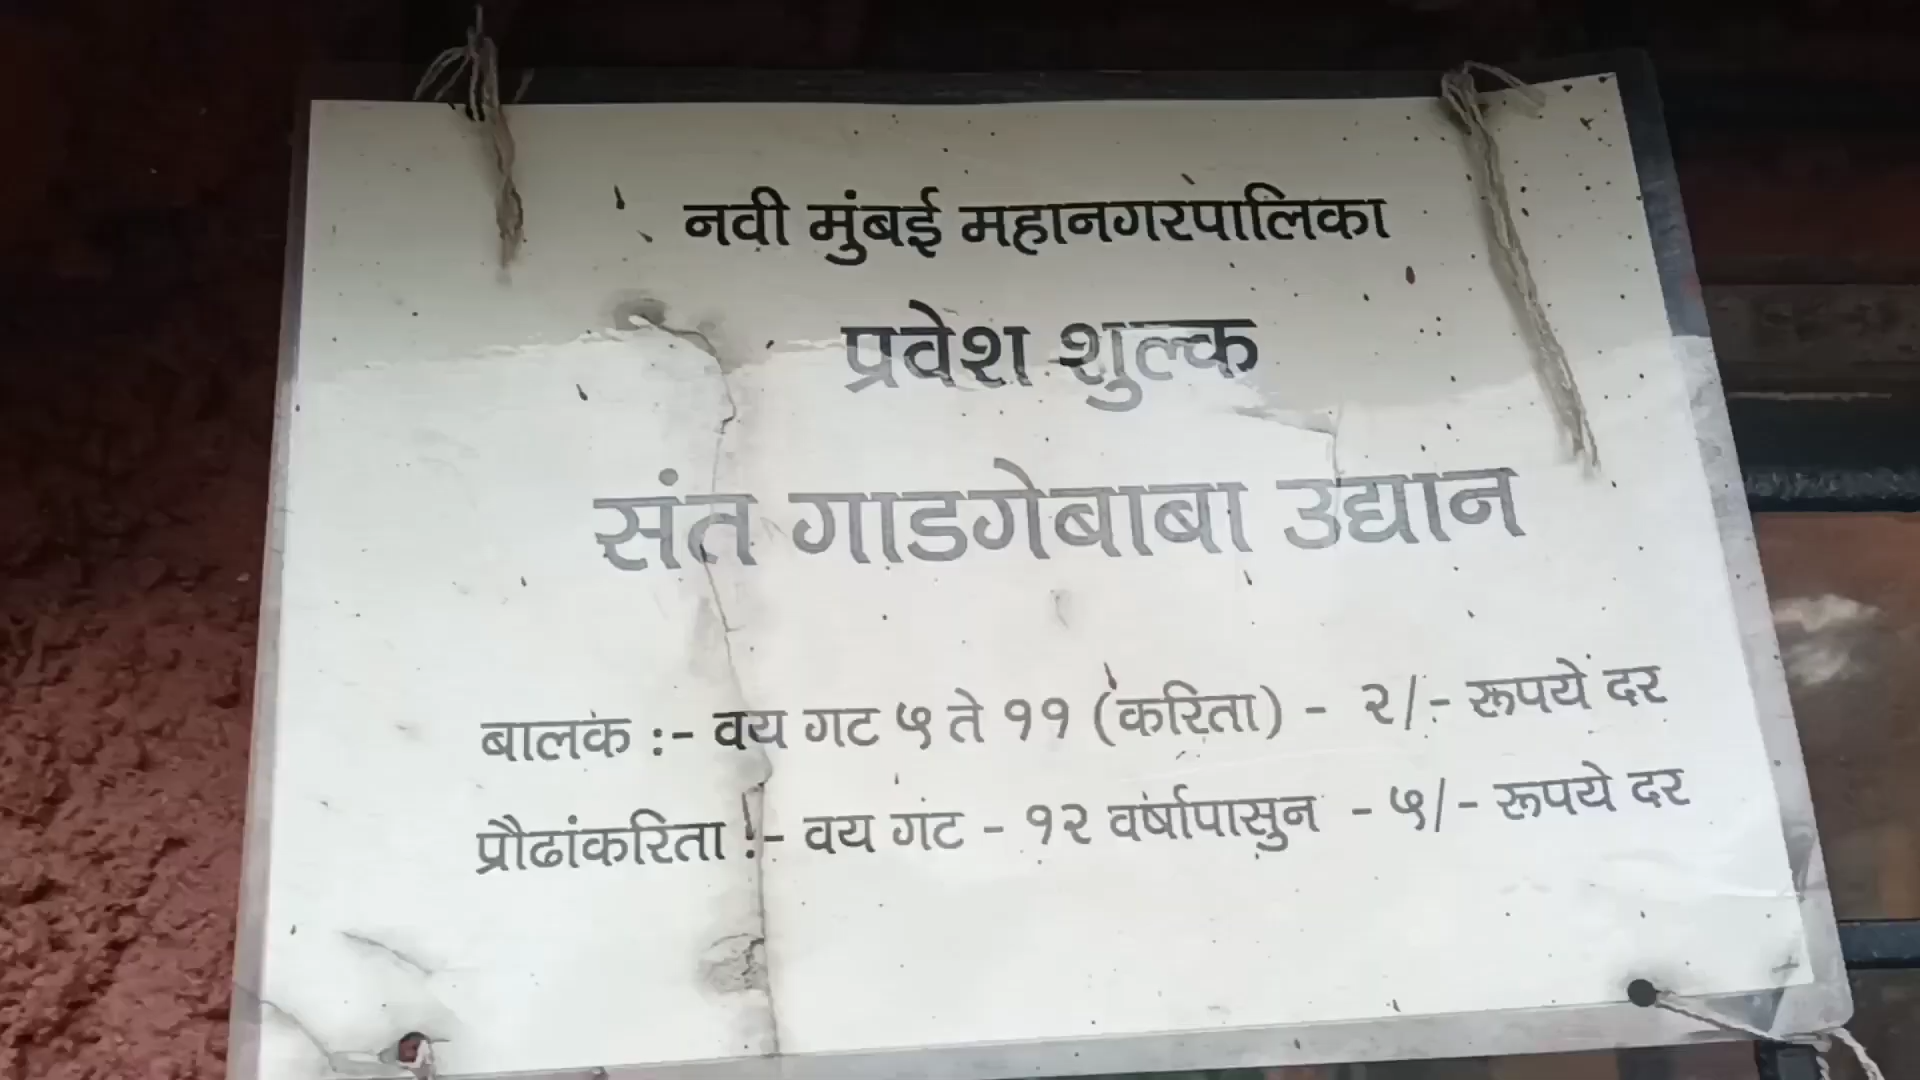 नवी मुंबई महानगरपालिका
प्रवेश शुल्क
संत गाडगेबाबा उद्यान
बालक :- वय गट ५ ते ११ (करिता) - २/- रूपये दर
प्रौढांकरिता :- वय गट - १२ वर्षापासुन - ५/- रूपये दर